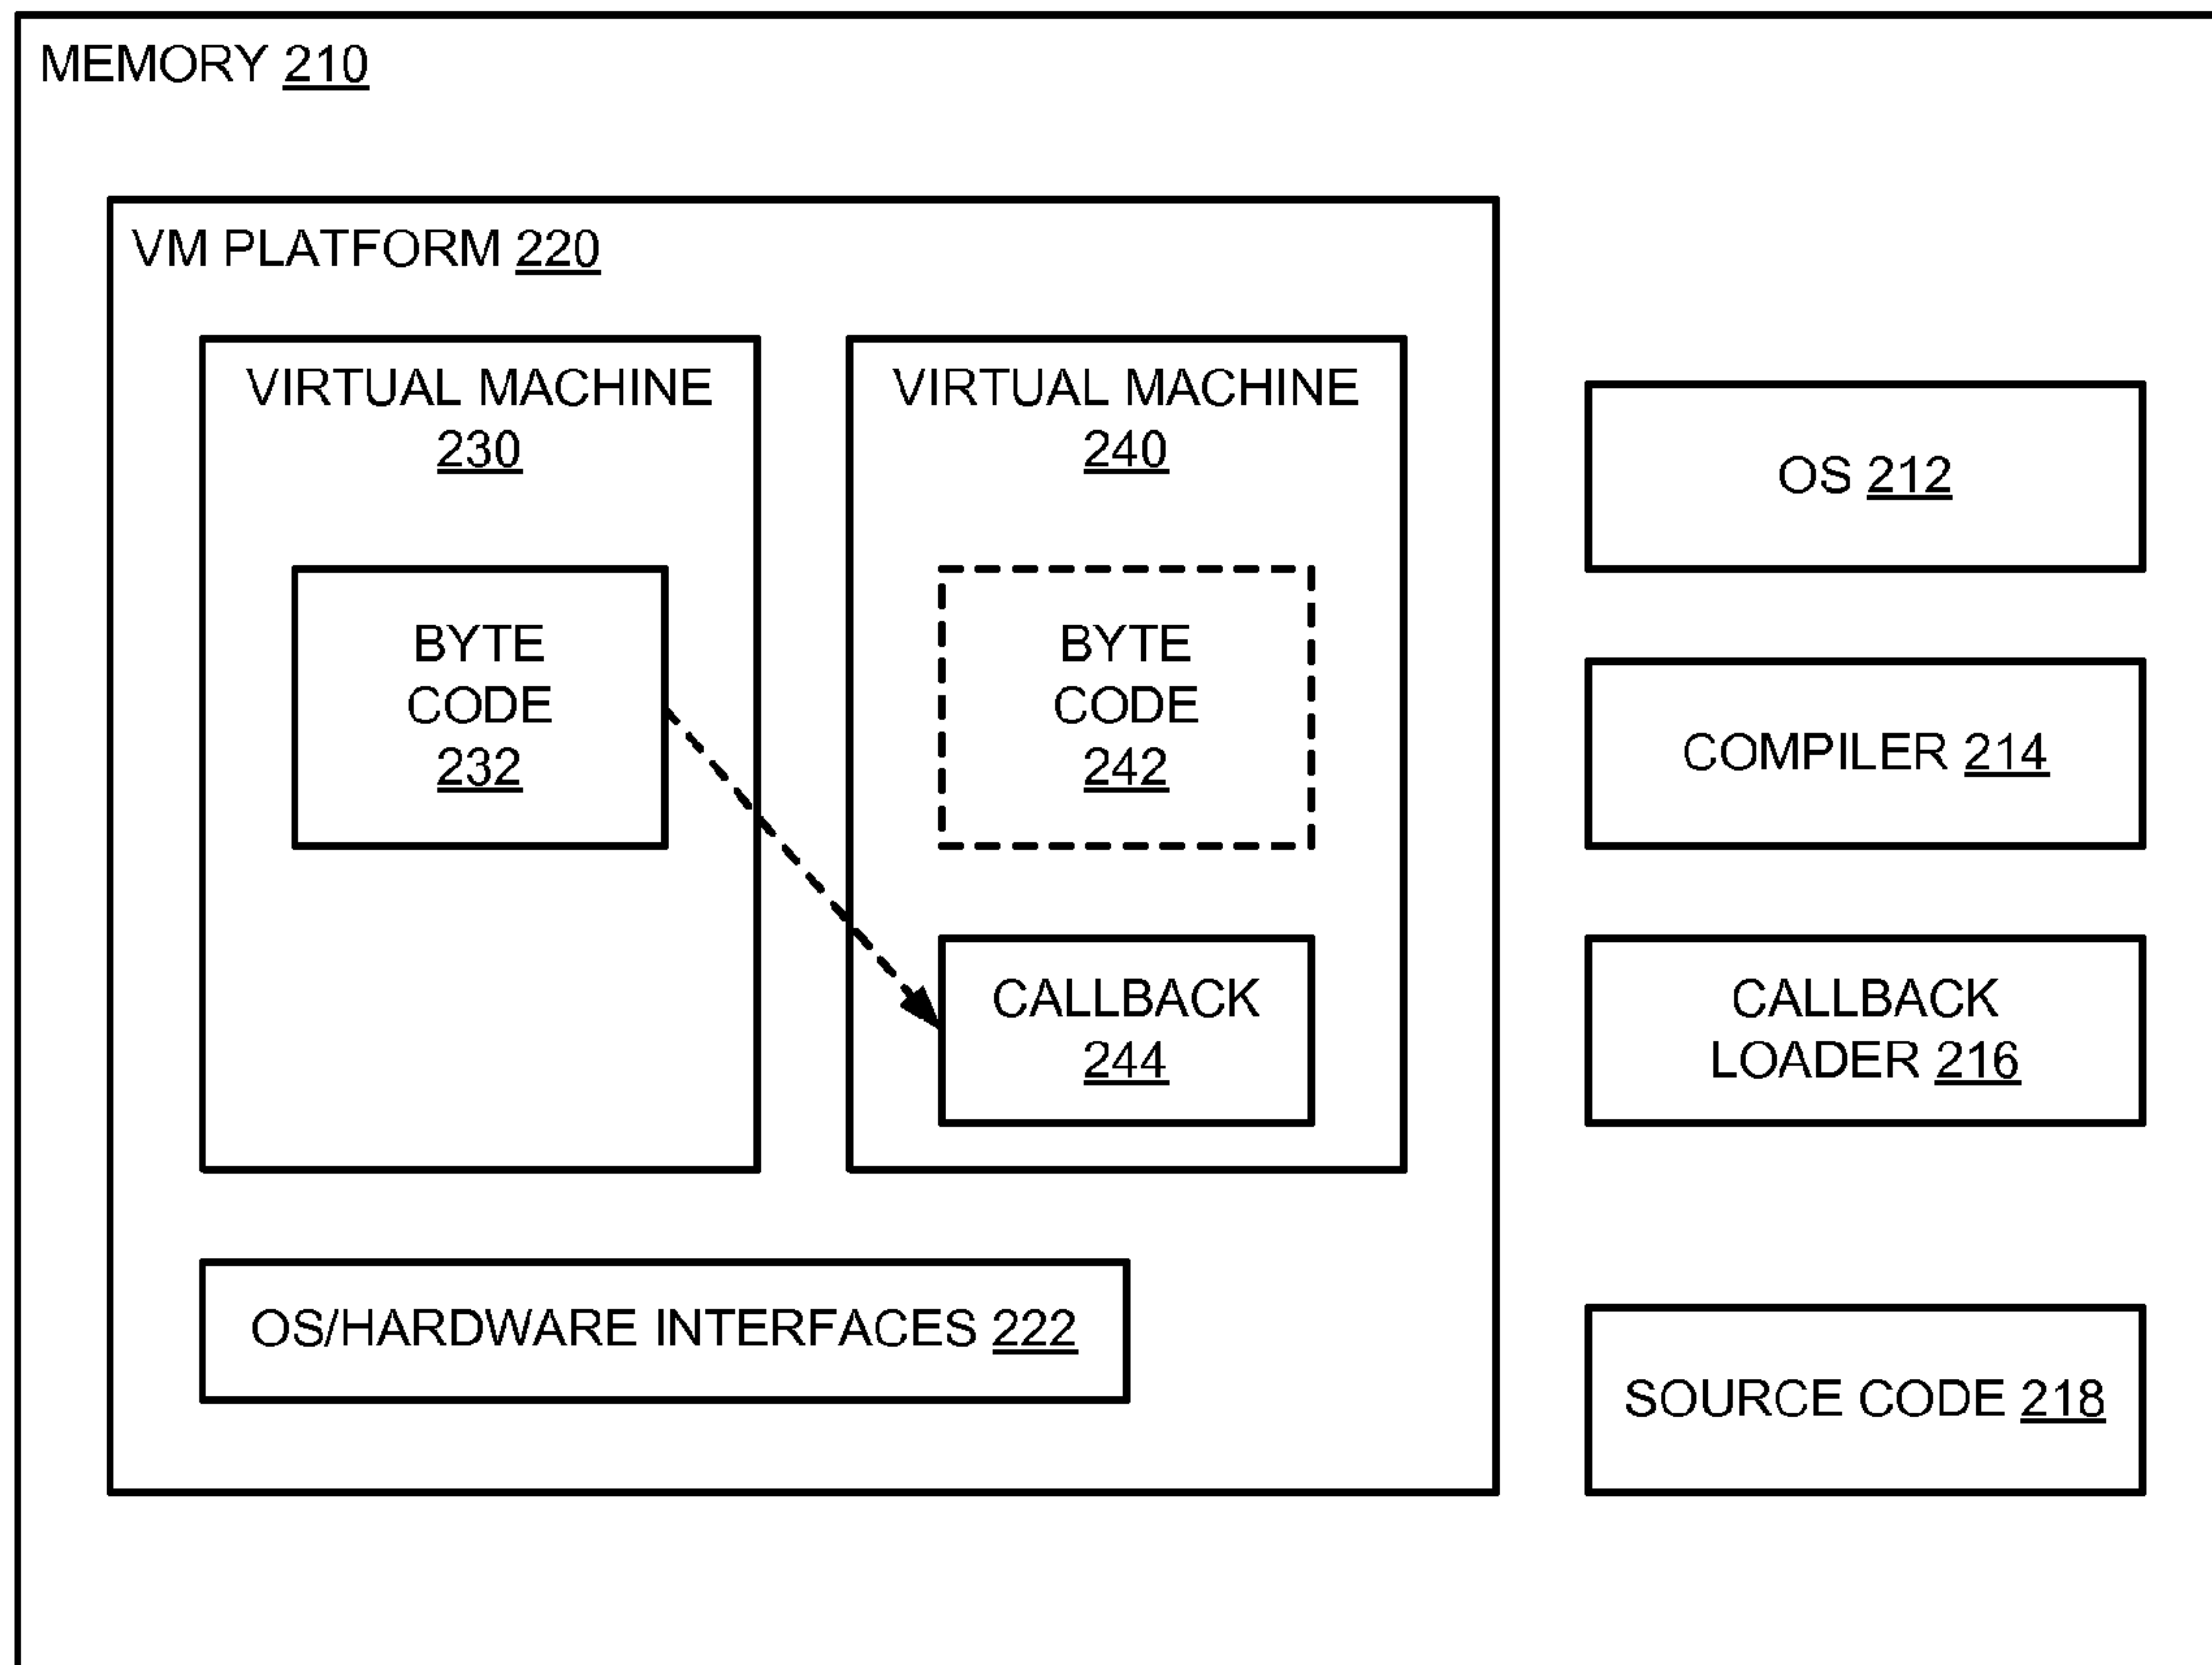 MEMORY 210
VM PLATFORM 220
VIRTUAL MACHINE
230
BYTE
CODE
232
VIRTUAL MACHINE
240
BYTE
CODE
242
CALLBACK
244
OS/HARDWARE INTERFACES 222
OS 212
COMPILER 214
CALLBACK
LOADER 216
SOURCE CODE 218